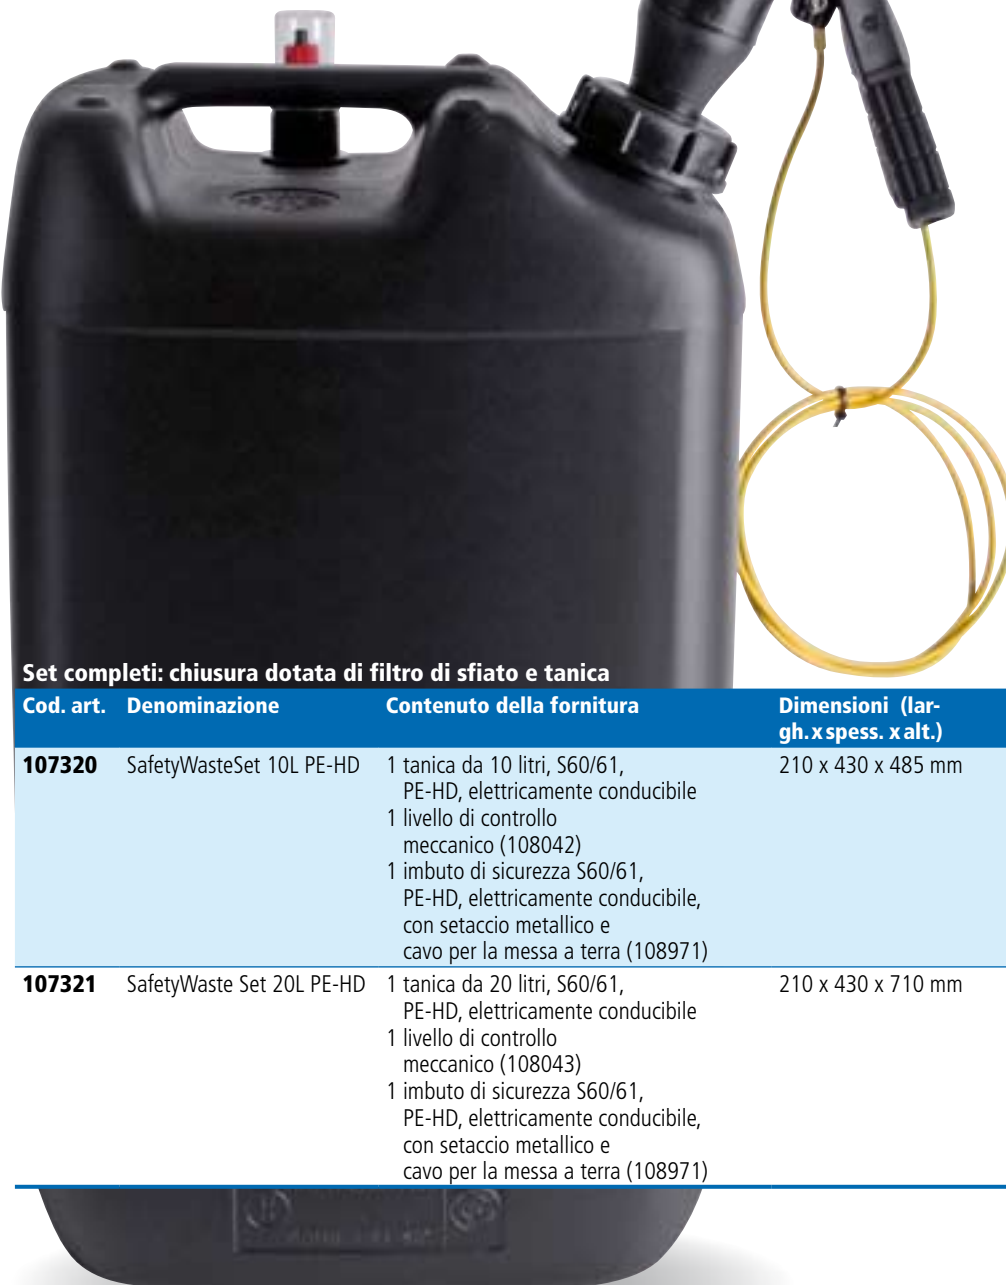 Set completi: chiusura dotata di filtro di sfiato e tanica
Cod. art. Denominazione Contenuto della fornitura Dimensioni (lar-
gh. x spess. x alt.)
107320 SafetyWasteSet 10L PE-HD 1 tanica da 10 litri, S60/61, 210 x 430 x 485 mm
PE-HD, elettricamente conducibile
1 livello di controllo
meccanico (108042)
1 imbuto di sicurezza S60/61,
PE-HD, elettricamente conducibile,
con setaccio metallico e
cavo per la messa a terra (108971)
107321 SafetyWaste Set 20L PE-HD 1 tanica da 20 litri, S60/61, 210 x 430 x 710 mm
PE-HD, elettricamente conducibile
1 livello di controllo
meccanico (108043)
1 imbuto di sicurezza S60/61,
PE-HD, elettricamente conducibile,
con setaccio metallico e
cavo per la messa a terra (108971)